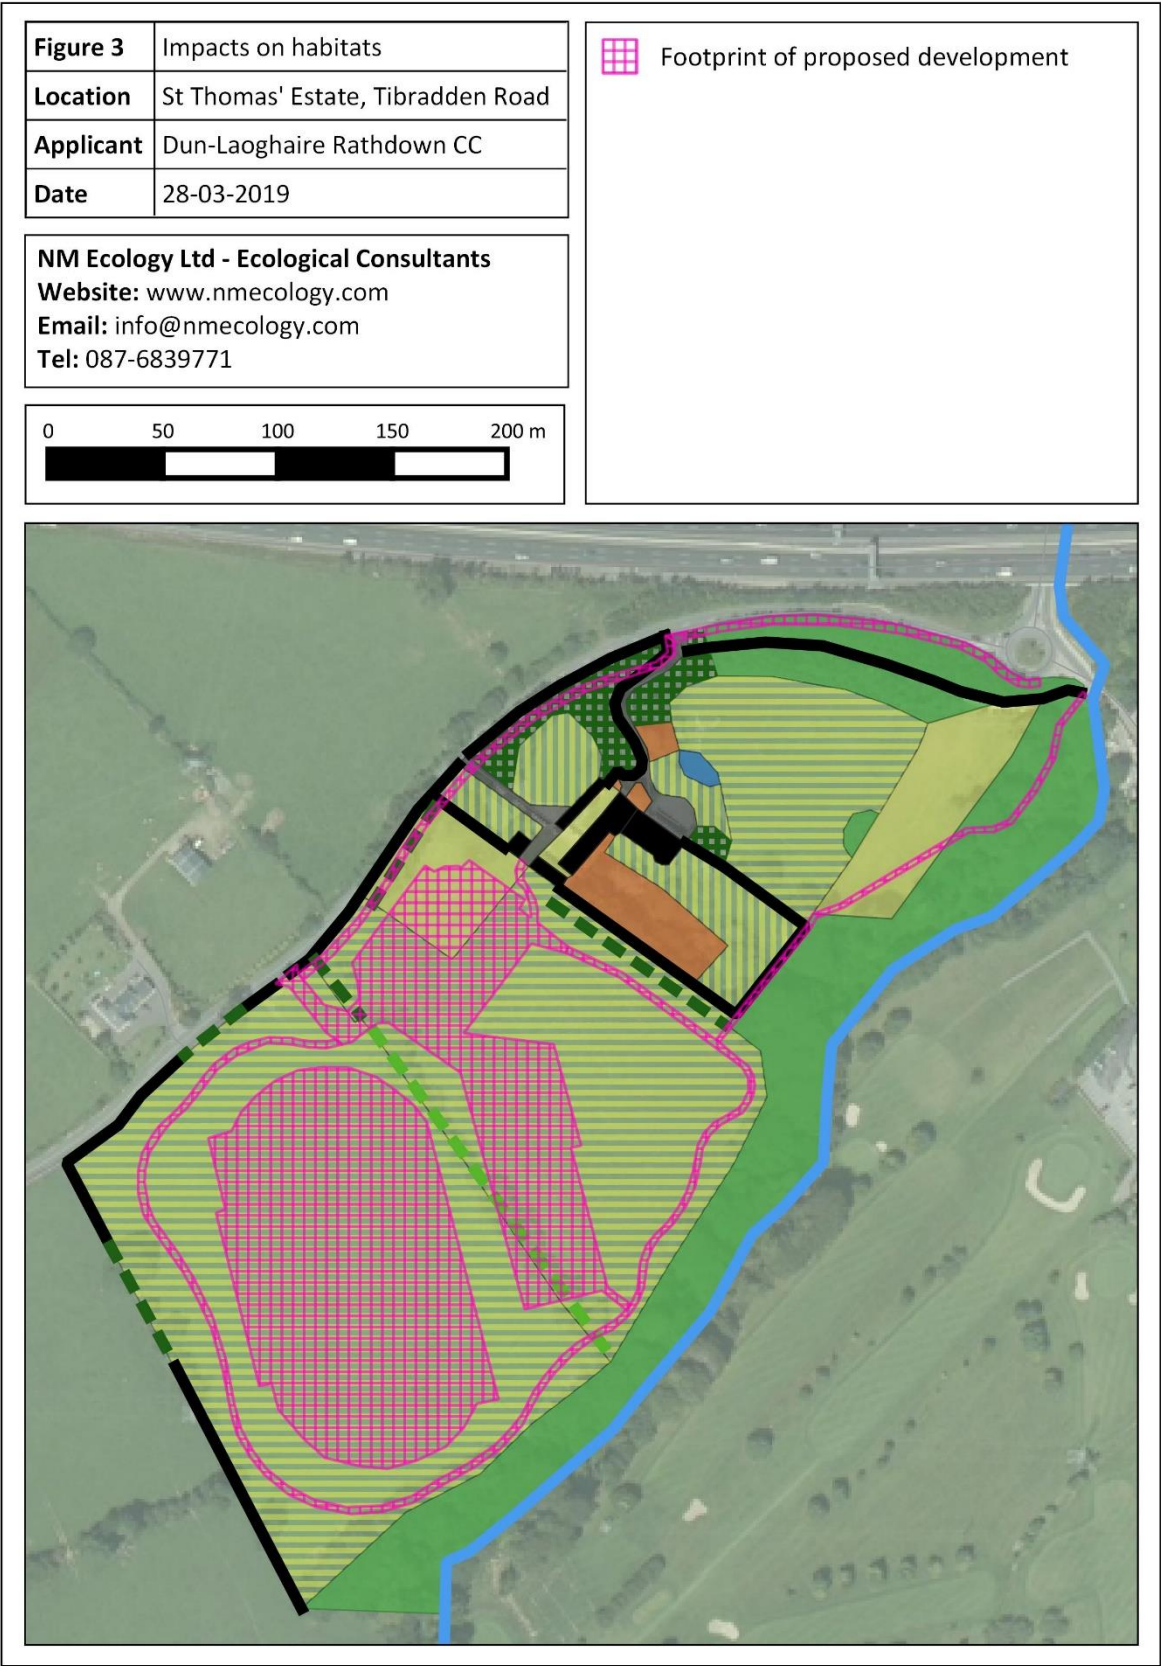 Figure 3 Impacts on habitats
Location St Thomas' Estate, Tibradden Road
Applicant Dun-Laoghaire Rathdown CC
Date 28-03-2019
NM Ecology Ltd - Ecological Consultants
Website: www.nmecology.com
Email: info@nmecology.com
Tel: 087-6839771
0 50 100 150 200 m
Footprint of proposed development